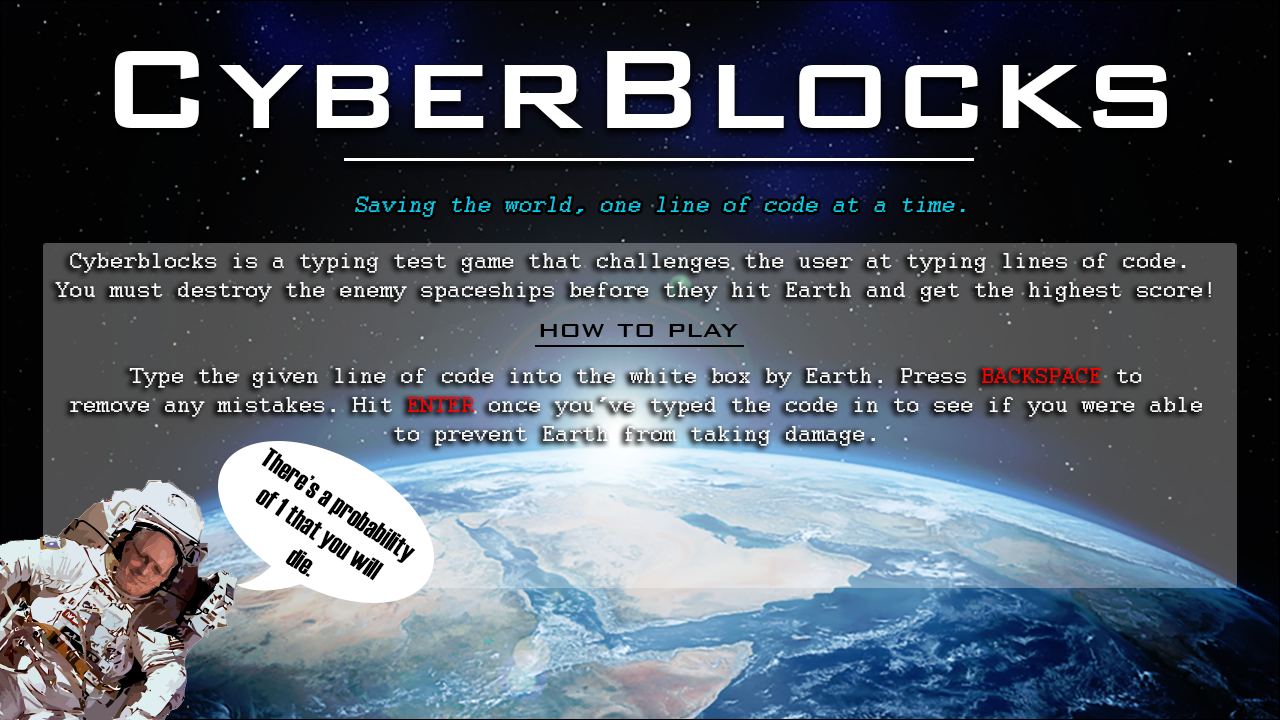 CyberBlocks
Saving the world, one line of code at a time.
Cyberblocks is a typing test game that challenges the user at typing lines of code.
You must destroy the enemy spaceships before they hit Earth and get the highest score!
HOW TO PLAY
Type the given line of code into the white box by Earth. Press BACKSPACE to
remove any mistakes. Hit ENTER once you've typed the code in to see if you were able
to prevent Earth from taking damage.
There's a probability
of 1 that you will
die.